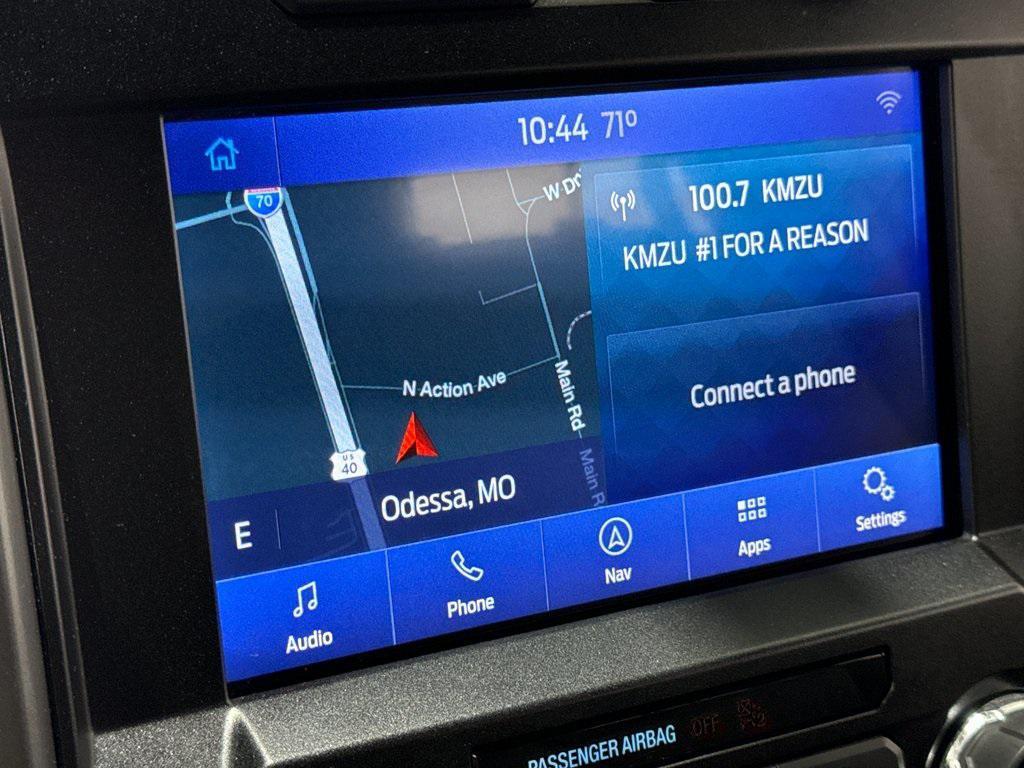 10:44 71°
70
W Dr
100.7 KMZU
KMZU #1 FOR A REASON
N Action Ave
Main Rd
Connect a phone
US
40
Main R
E
Odessa, MO
Audio
Phone
Nav
Apps
Settings
PASSENGER AIRBAG OFF